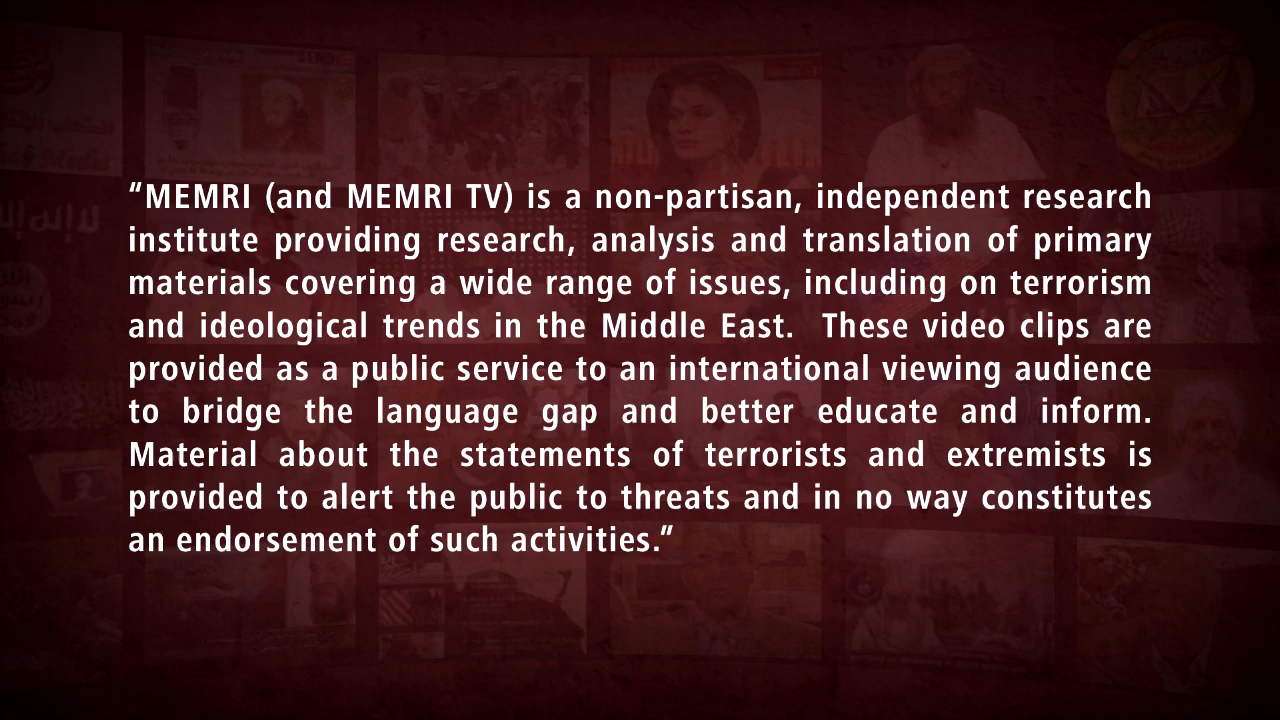 “MEMRI (and MEMRI TV) is a non-partisan, independent research
institute providing research, analysis and translation of primary
materials covering a wide range of issues, including on terrorism
and ideological trends in the Middle East.  These video clips are
provided as a public service to an international viewing audience
to bridge the language gap and better educate and inform.
Material about the statements of terrorists and extremists is
provided to alert the public to threats and in no way constitutes
an endorsement of such activities.”